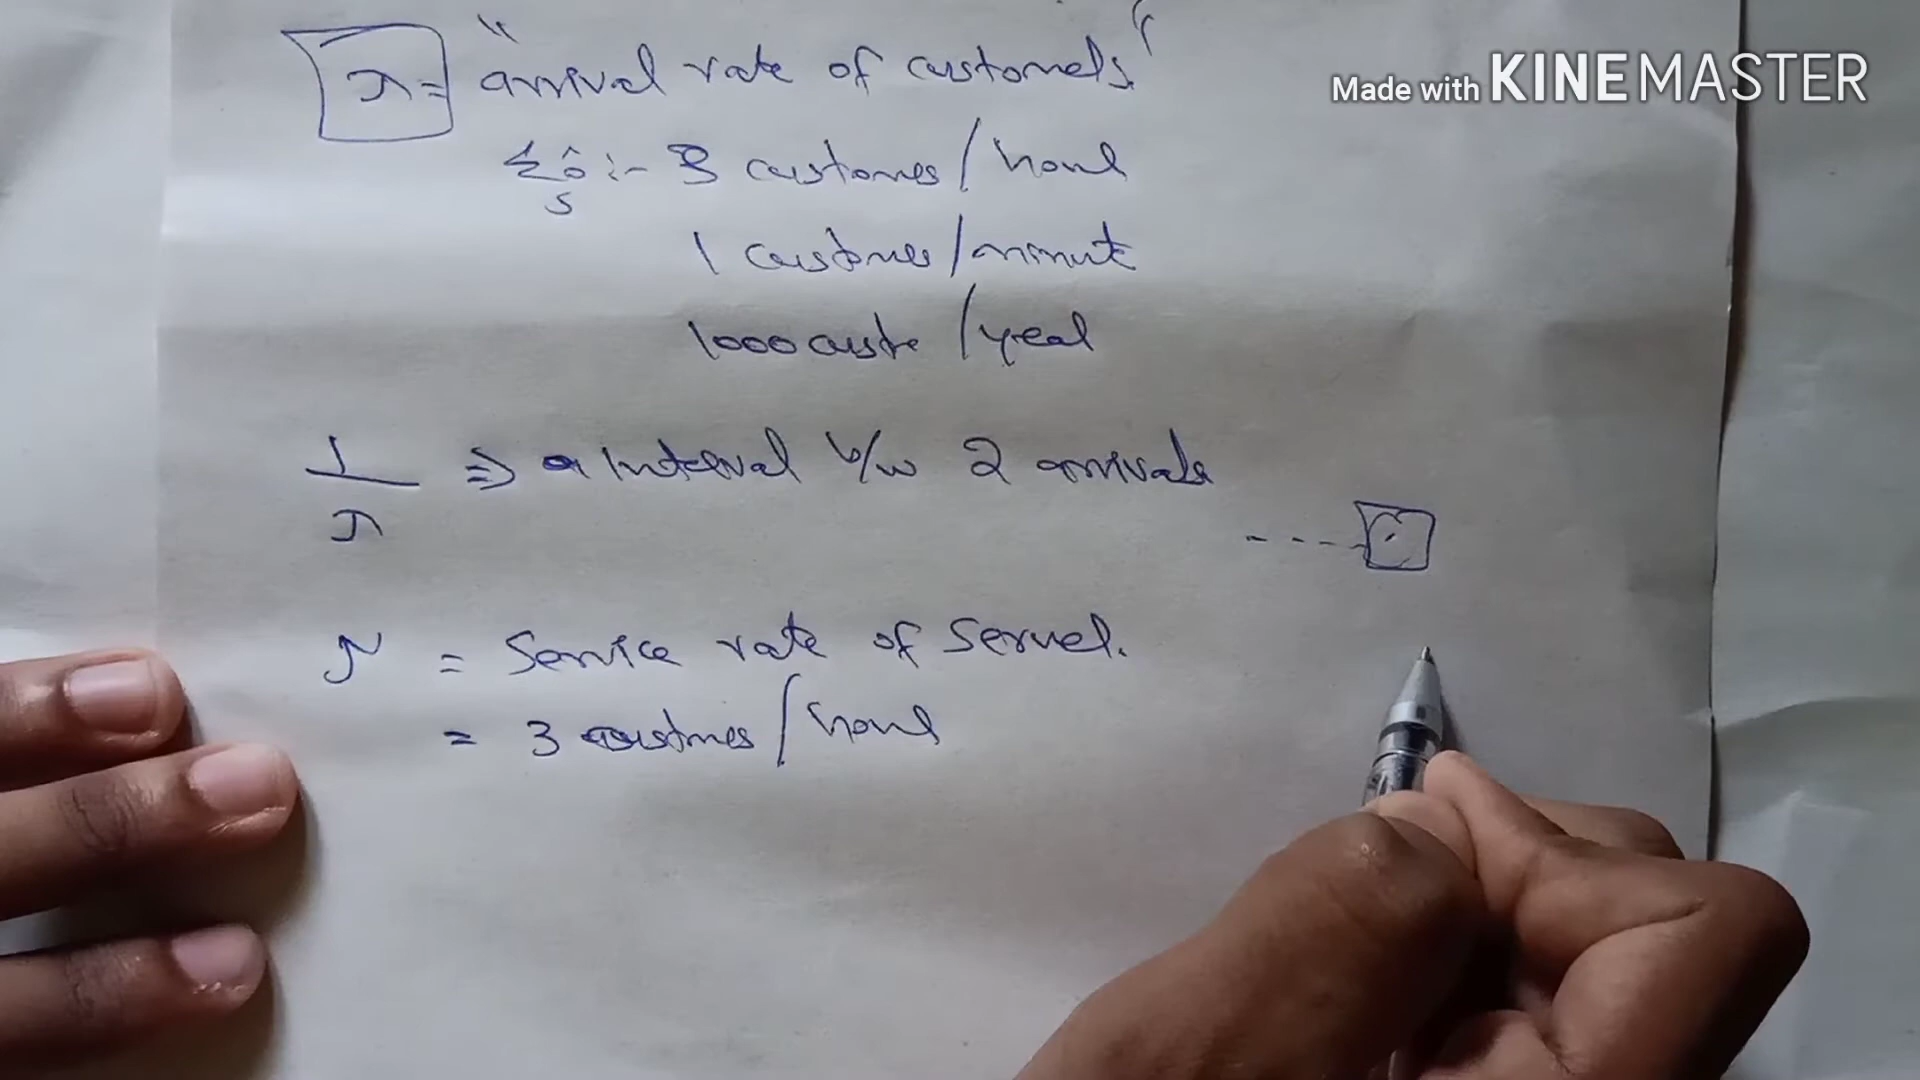 λ = "arrival rate of customers"
Made with KINEMASTER
Eg:- 3 customers/hour
1 customer/minute
1000 custo/year
1/λ => a interval b/w 2 arrivals
μ = Service rate of server.
= 3 customers/hour